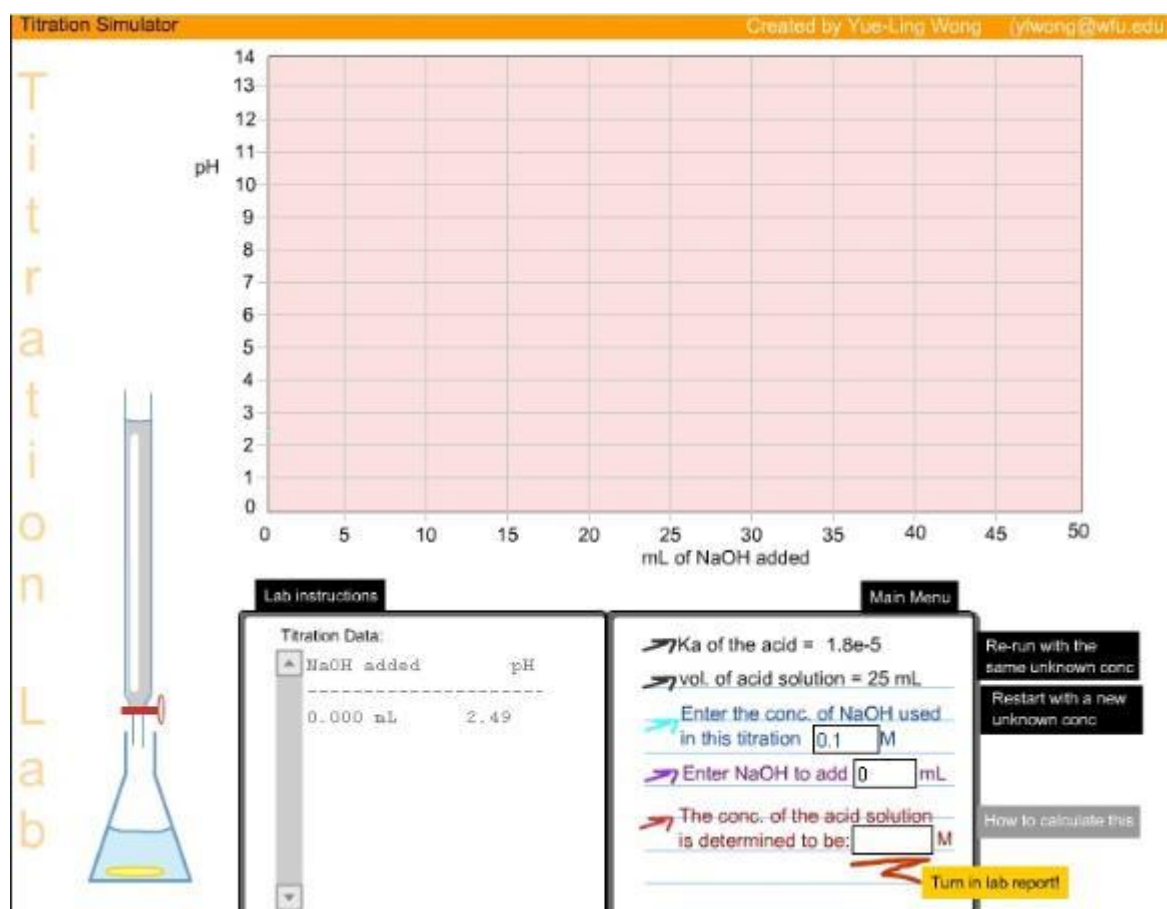 Titration Simulator
Created by Yue-Ling Wong (ylwong@wfu.edu
Titration Lab
pH
14
13
12
11
10
9
8
7
6
5
4
3
2
1
0
0 5 10 15 20 25 30 35 40 45 50
mL of NaOH added
Lab instructions
Titration Data:
NaOH added pH
----------------------
0.000 mL 2.49
Main Menu
Ka of the acid = 1.8e-5
vol. of acid solution = 25 mL
Enter the conc. of NaOH used
in this titration 0.1 M
Enter NaOH to add 0 mL
The conc. of the acid solution
is determined to be: M
Turn in lab report!
Re-run with the
same unknown conc
Restart with a new
unknown conc
How to calculate this